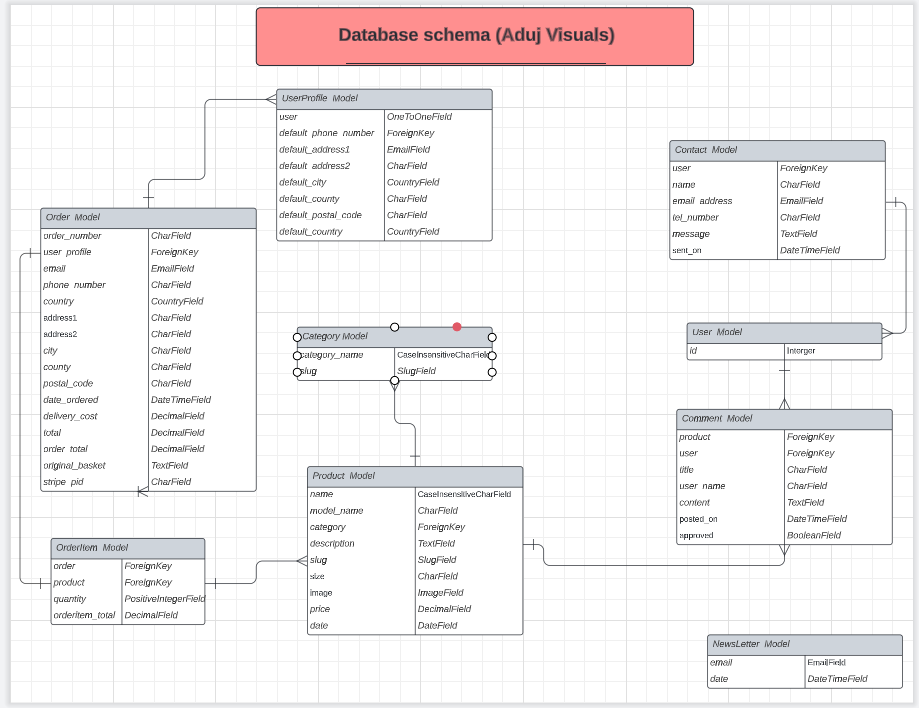 Database schema (Aduj Visuals)
UserProfile Model
user OneToOneField
default_phone_number ForeignKey
default_address1 EmailField
default_address2 CharField
default_city CountryField
default_county CharField
default_postal_code CharField
default_country CountryField
Contact Model
user ForeignKey
name CharField
email_address EmailField
tel_number CharField
message TextField
sent_on DateTimeField
Order Model
order_number CharField
user_profile ForeignKey
email EmailField
phone_number CharField
country CountryField
address1 CharField
address2 CharField
city CharField
county CharField
postal_code CharField
date_ordered DateTimeField
delivery_cost DecimalField
total DecimalField
order_total DecimalField
original_basket TextField
stripe_pid CharField
Category Model
category_name CaseInsensitiveCharField
slug SlugField
User Model
id Interger
Comment Model
product ForeignKey
user ForeignKey
title CharField
user_name CharField
content TextField
posted_on DateTimeField
approved BooleanField
Product Model
name CaseInsensitiveCharField
model_name CharField
category ForeignKey
description TextField
slug SlugField
size CharField
image ImageField
price DecimalField
date DateField
OrderItem Model
order ForeignKey
product ForeignKey
quantity PositiveIntegerField
orderitem_total DecimalField
NewsLetter Model
email EmailField
date DateTimeField